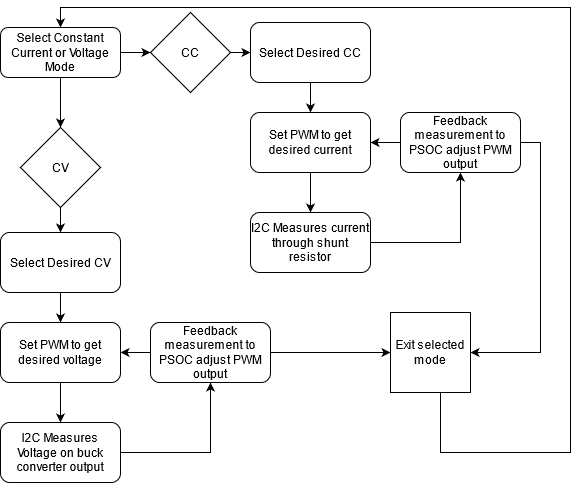 Select Constant
Current or Voltage
Mode
CC
Select Desired CC
Set PWM to get
desired current
Feedback
measurement to
PSOC adjust PWM
output
I2C Measures current
through shunt
resistor
CV
Select Desired CV
Set PWM to get
desired voltage
Feedback
measurement to
PSOC adjust PWM
output
Exit selected
mode
I2C Measures
Voltage on buck
converter output